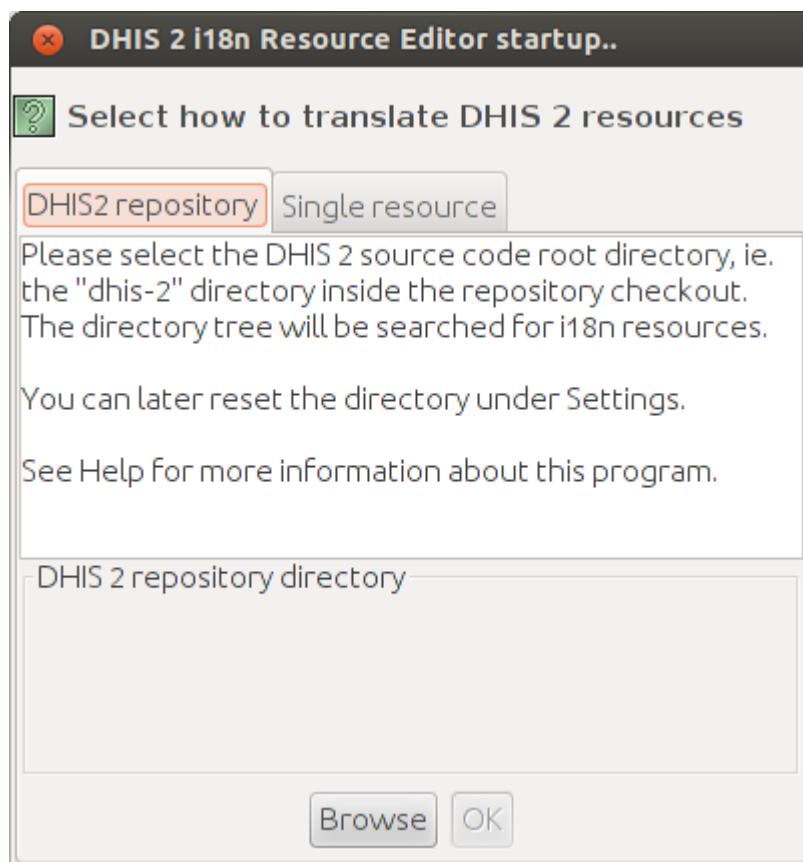 DHIS 2 i18n Resource Editor startup..
Select how to translate DHIS 2 resources
DHIS2 repository
Single resource
Please select the DHIS 2 source code root directory, ie.
the "dhis-2" directory inside the repository checkout.
The directory tree will be searched for i18n resources.
You can later reset the directory under Settings.
See Help for more information about this program.
DHIS 2 repository directory
Browse
OK